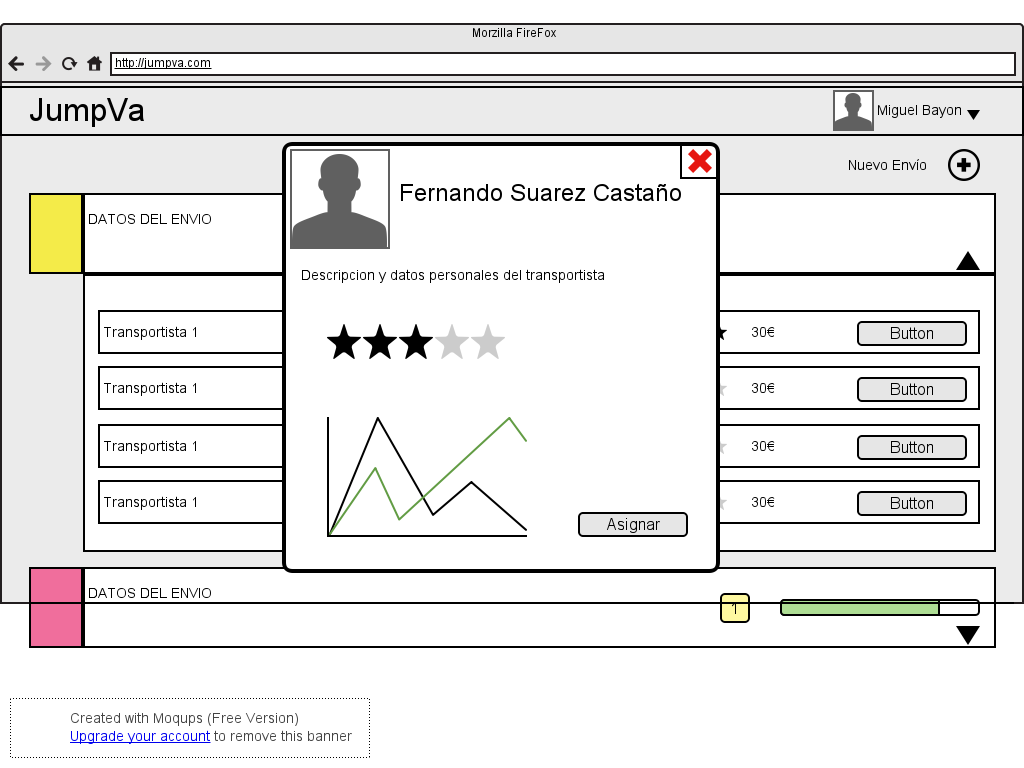 Morzilla FireFox
http://jumpva.com
JumpVa
Miguel Bayon
Nuevo Envío
Fernando Suarez Castaño
DATOS DEL ENVIO
Descripcion y datos personales del transportista
Transportista 1
30€
Button
Transportista 1
30€
Button
Transportista 1
30€
Button
Transportista 1
30€
Button
Asignar
DATOS DEL ENVIO
1
Created with Moqups (Free Version)
Upgrade your account to remove this banner